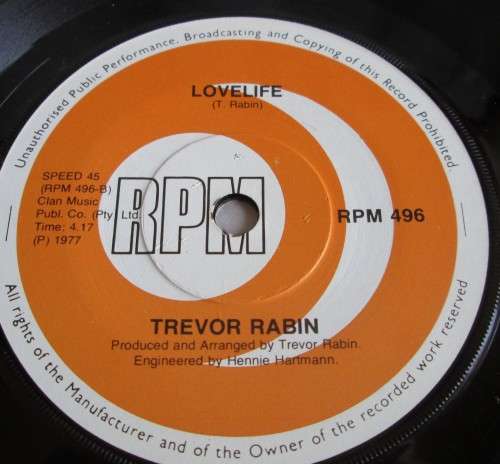 Unauthorised Public Performance, Broadcasting and Copying of this Record Prohibited
LOVELIFE
(T. Rabin)
SPEED 45
(RPM 496-B)
Clan Music
Publ. Co. (Pty) Ltd.
Time: 4.17
(P) 1977
RPM
RPM 496
TREVOR RABIN
Produced and Arranged by Trevor Rabin.
Engineered by Hennie Hartmann.
All rights of the Manufacturer and of the Owner of the recorded work reserved